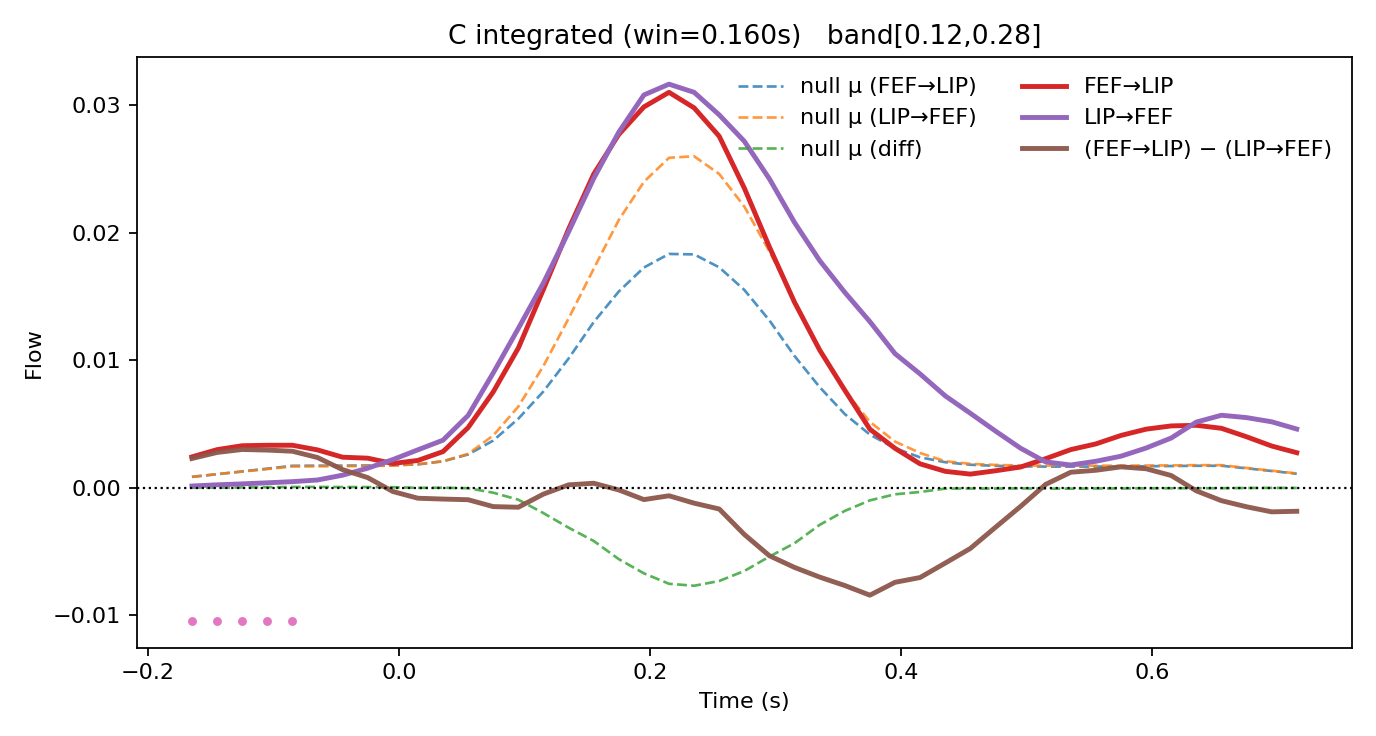 C integrated (win=0.160s)   band[0.12,0.28]
null μ (FEF→LIP)
null μ (LIP→FEF)
null μ (diff)
FEF→LIP
LIP→FEF
(FEF→LIP) − (LIP→FEF)
Flow
0.03
0.02
0.01
0.00
−0.01
−0.2
0.0
0.2
0.4
0.6
Time (s)